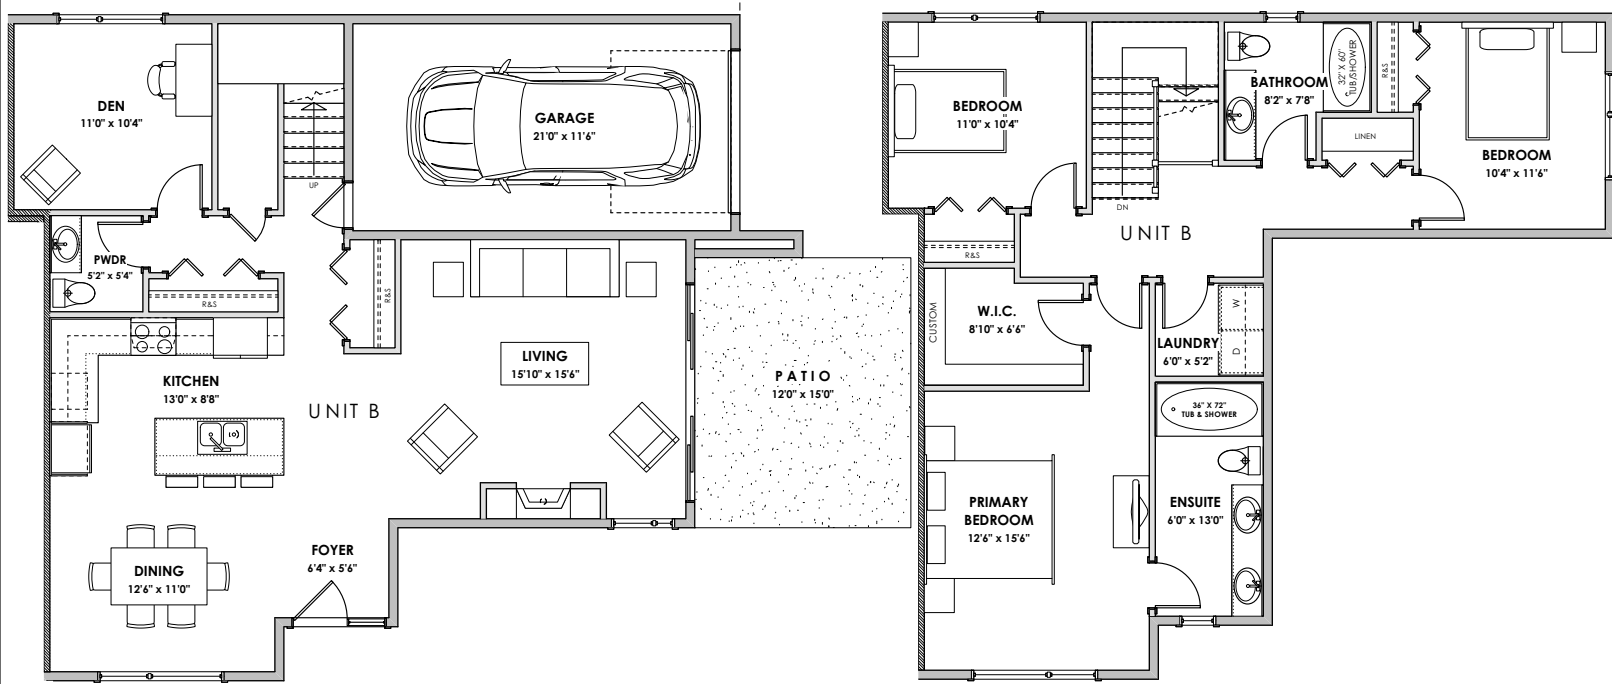 DEN
11'0" x 10'4"
UP
GARAGE
21'0" x 11'6"
PWDR
5'2" x 5'4"
R&S
R&S
KITCHEN
13'0" x 8'8"
UNIT B
LIVING
15'10" x 15'6"
PATIO
12'0" x 15'0"
FOYER
6'4" x 5'6"
DINING
12'6" x 11'0"
BEDROOM
11'0" x 10'4"
DN
BATHROOM
8'2" x 7'8"
32" X 60"
TUB/SHOWER
R&S
LINEN
BEDROOM
10'4" x 11'6"
UNIT B
R&S
CUSTOM
W.I.C.
8'10" x 6'6"
LAUNDRY
6'0" x 5'2"
W
D
36" X 72"
TUB & SHOWER
PRIMARY
BEDROOM
12'6" x 15'6"
ENSUITE
6'0" x 13'0"